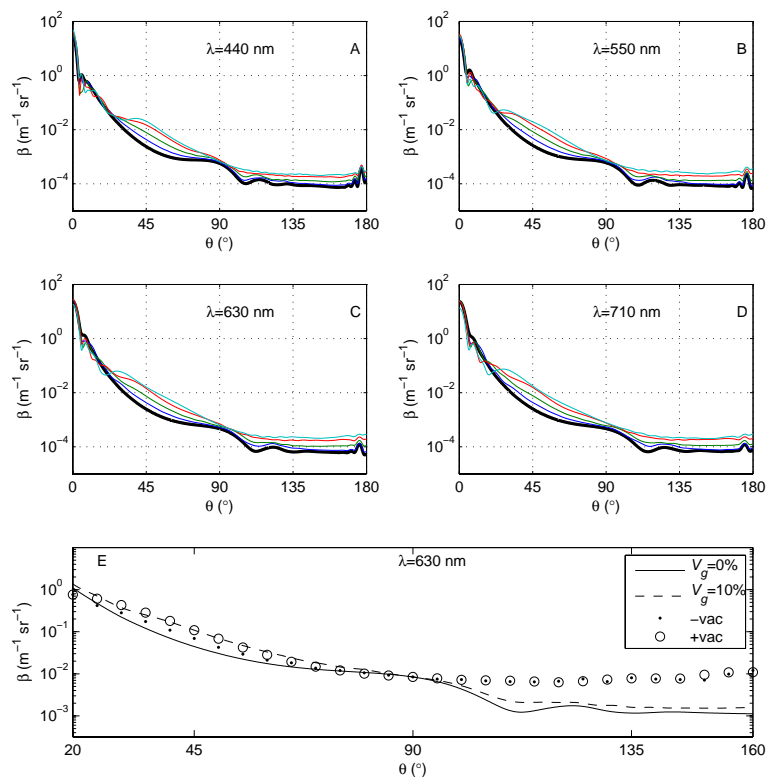 10²
10⁰
10⁻²
10⁻⁴
β (m⁻¹ sr⁻¹)
λ=440 nm
A
0 45 90 135 180
θ (°)
10²
10⁰
10⁻²
10⁻⁴
β (m⁻¹ sr⁻¹)
λ=550 nm
B
0 45 90 135 180
θ (°)
10²
10⁰
10⁻²
10⁻⁴
β (m⁻¹ sr⁻¹)
λ=630 nm
C
0 45 90 135 180
θ (°)
10²
10⁰
10⁻²
10⁻⁴
β (m⁻¹ sr⁻¹)
λ=710 nm
D
0 45 90 135 180
θ (°)
10⁰
10⁻¹
10⁻²
10⁻³
β (m⁻¹ sr⁻¹)
E
λ=630 nm
V_g=0%
V_g=10%
−vac
+vac
20 45 90 135 160
θ (°)